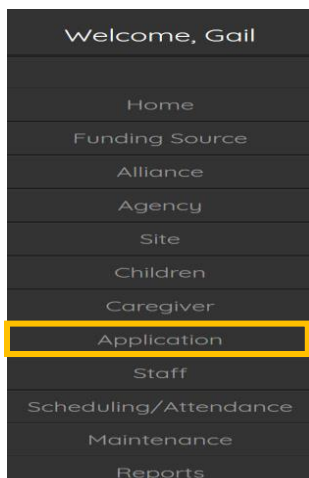 Welcome, Gail
Home
Funding Source
Alliance
Agency
Site
Children
Caregiver
Application
Staff
Scheduling/Attendance
Maintenance
Reports